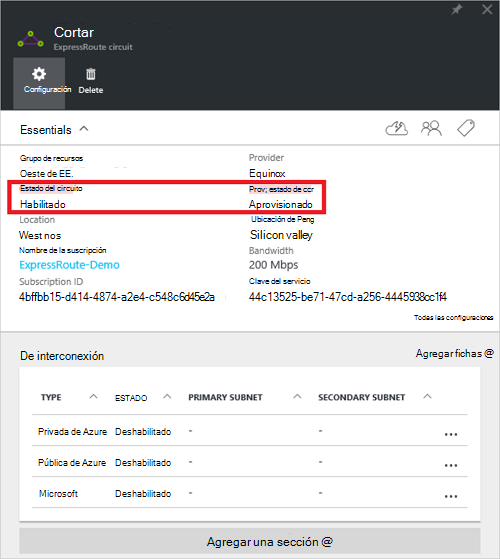 Cortar
ExpressRoute circuit
Configuración
Delete
Essentials
Grupo de recursos
Provider
Oeste de EE.
Equinox
Estado del circuito
Prov; estado de ccr
Habilitado
Aprovisionado
Location
Ubicación de Peng
West nos
Silicon valley
Nombre de la suscripción
Bandwidth
ExpressRoute-Demo
200 Mbps
Subscription ID
Clave del servicio
4bffbb15-d414-4874-a2e4-c548c6d45e2a
44c13525-be71-47cd-a256-4445938cc1f4
Todas las configuraciones
De interconexión
Agregar fichas @
TYPE ESTADO PRIMARY SUBNET SECONDARY SUBNET
Privada de Azure Deshabilitado - - ...
Pública de Azure Deshabilitado - - ...
Microsoft Deshabilitado - - ...
Agregar una sección @